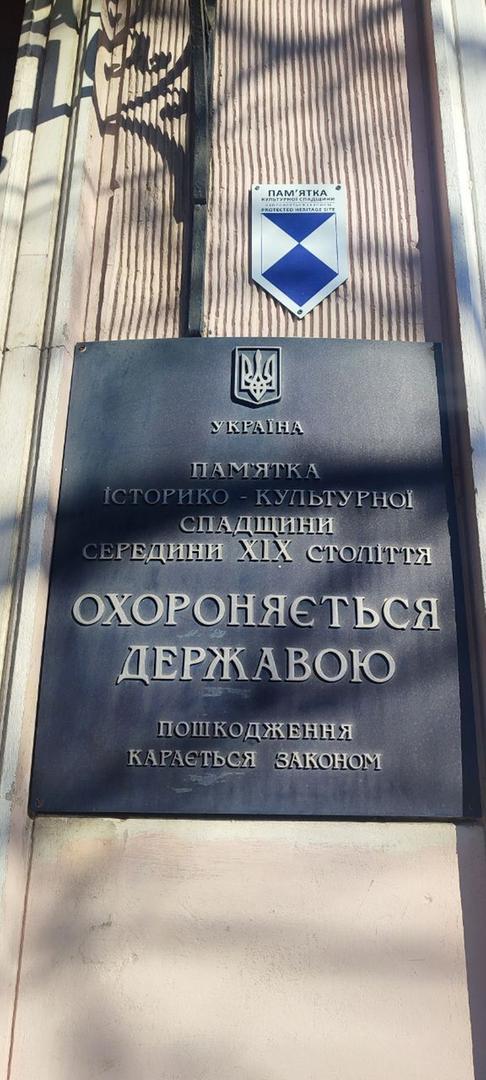 ПАМ'ЯТКА
КУЛЬТУРНОЇ СПАДЩИНИ
PROTECTED HERITAGE SITE
УКРАЇНА
ПАМ'ЯТКА
ІСТОРИКО - КУЛЬТУРНОЇ
СПАДЩИНИ
СЕРЕДИНИ XIX СТОЛІТТЯ
ОХОРОНЯЄТЬСЯ
ДЕРЖАВОЮ
ПОШКОДЖЕННЯ
КАРАЄТЬСЯ ЗАКОНОМ